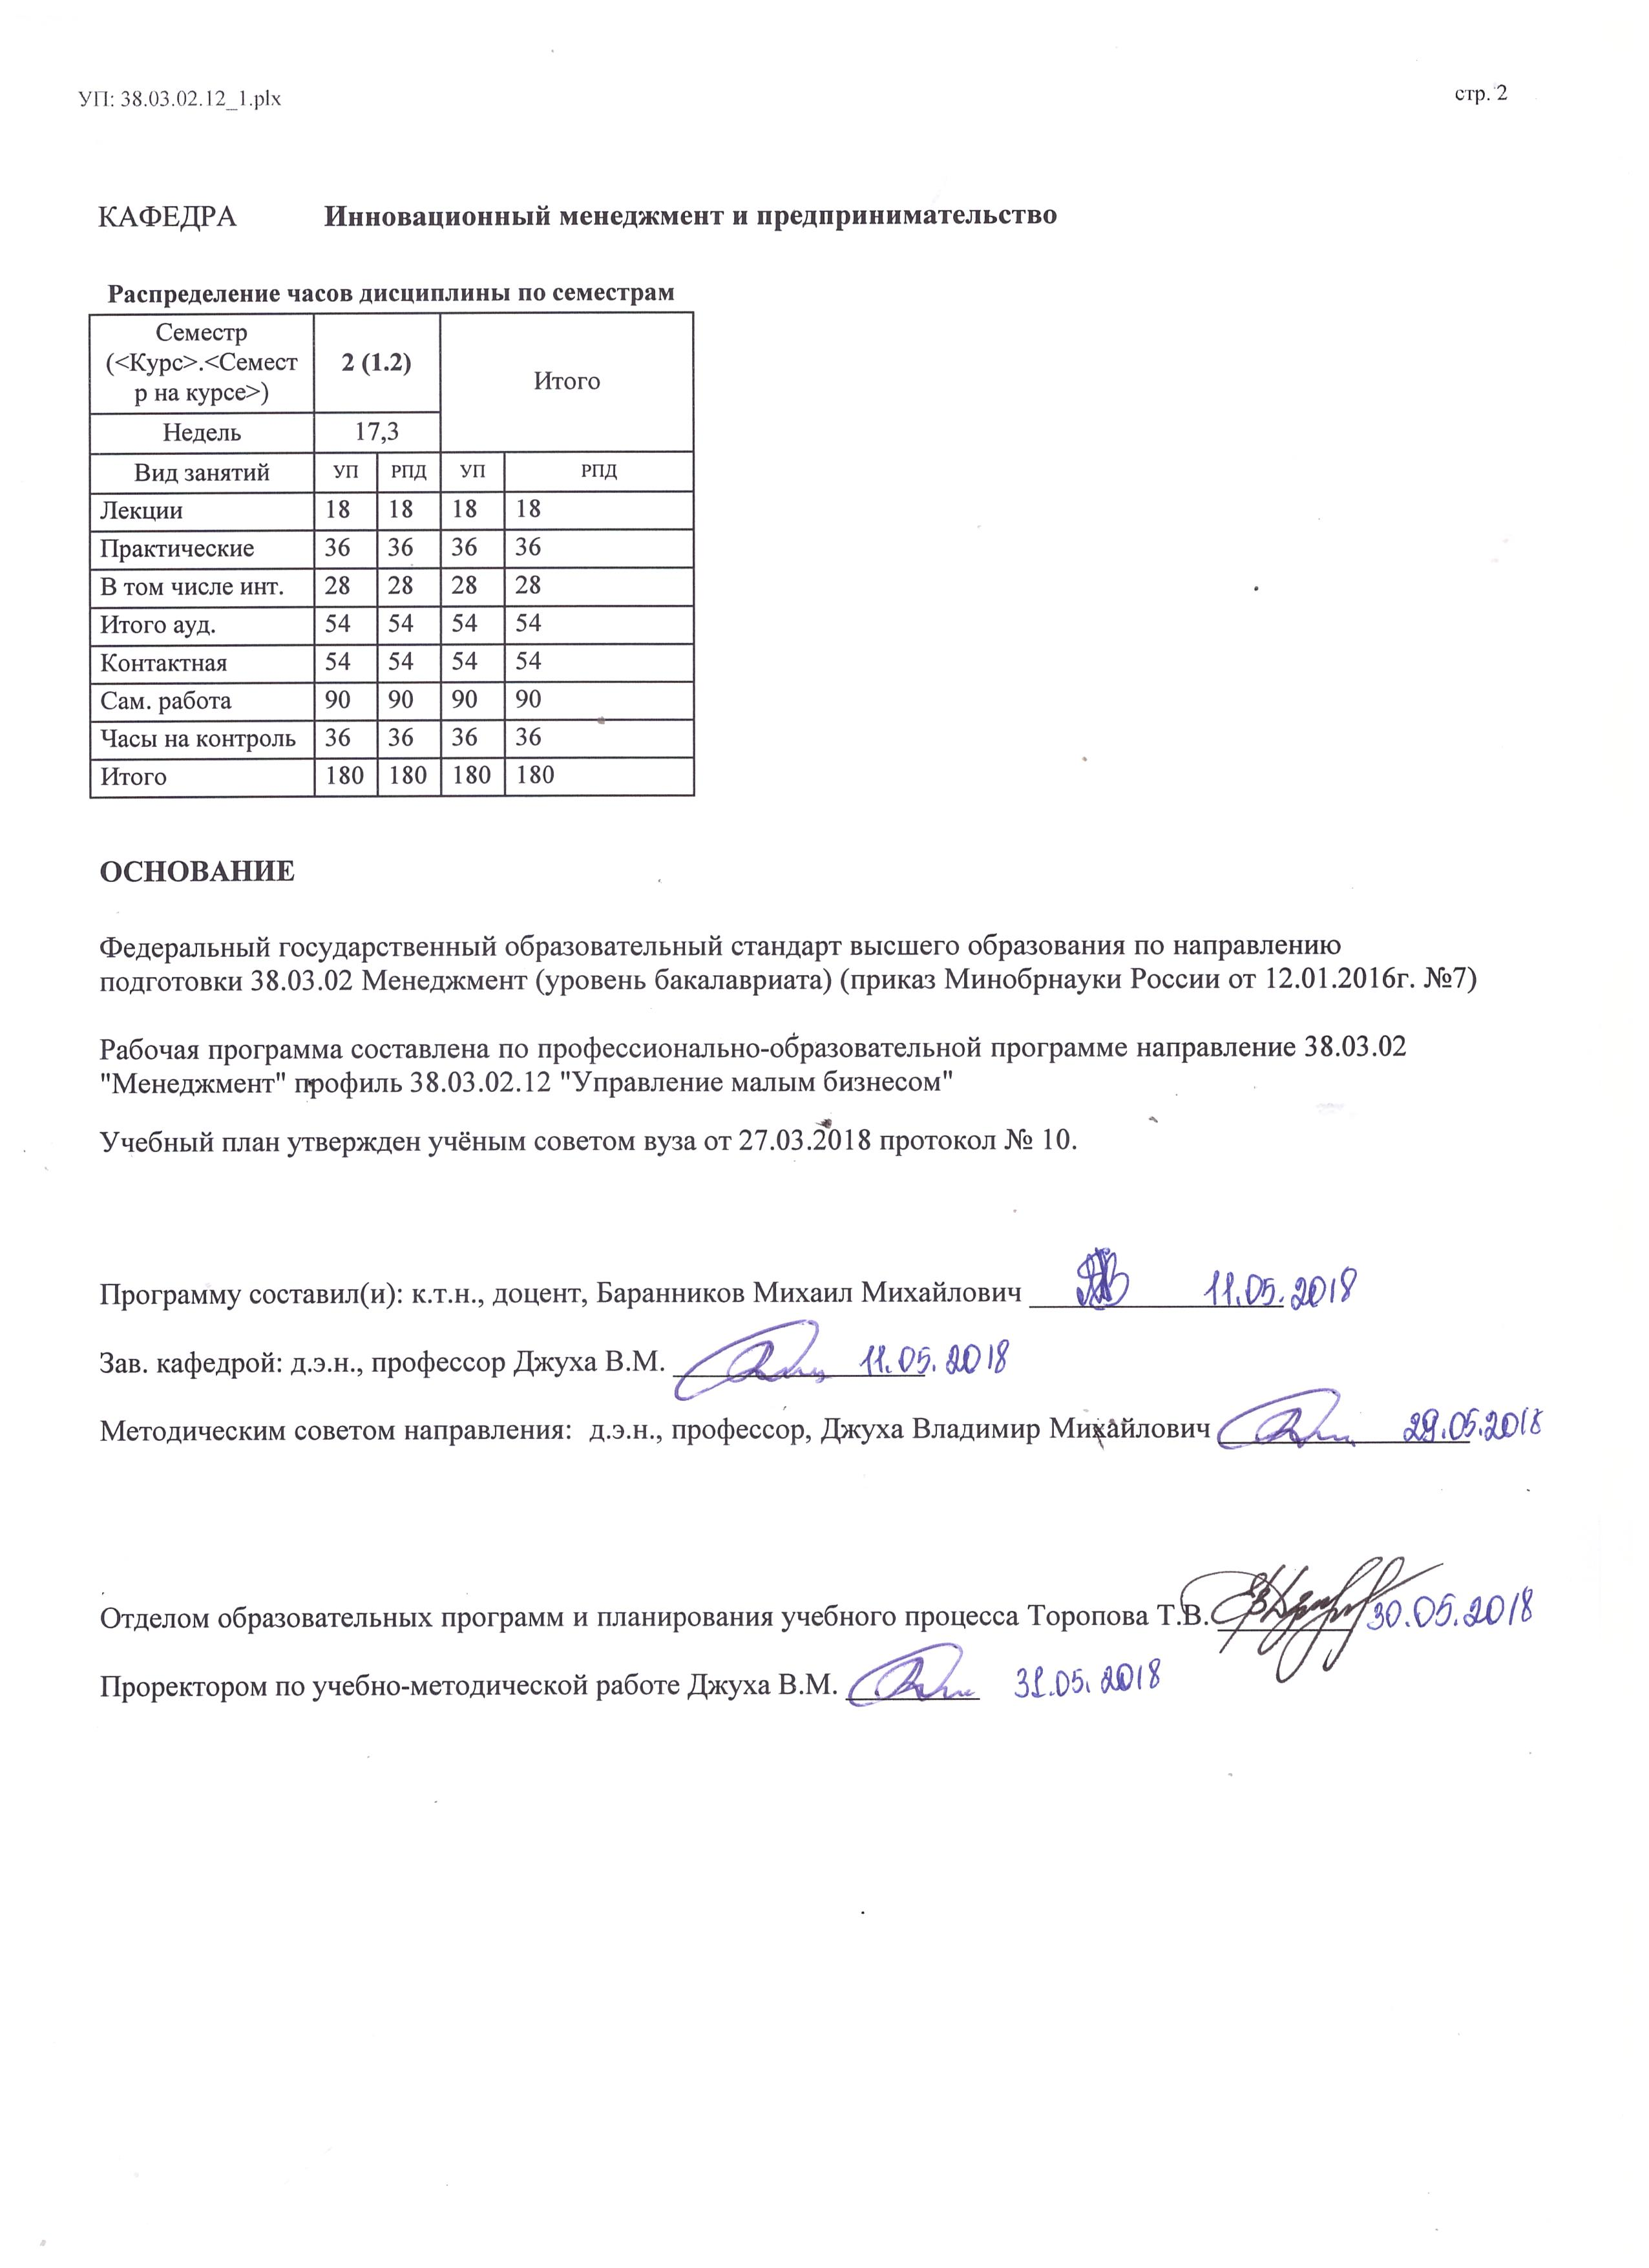 УП: 38.03.02.12_1.plx
стр. 2
КАФЕДРА Инновационный менеджмент и предпринимательство
Распределение часов дисциплины по семестрам
Семестр
(<Курс>.<Семест
р на курсе>)
2 (1.2)
Итого
Недель 17,3
Вид занятий УП РПД УП РПД
Лекции 18 18 18 18
Практические 36 36 36 36
В том числе инт. 28 28 28 28
Итого ауд. 54 54 54 54
Контактная 54 54 54 54
Сам. работа 90 90 90 90
Часы на контроль 36 36 36 36
Итого 180 180 180 180
ОСНОВАНИЕ
Федеральный государственный образовательный стандарт высшего образования по направлению
подготовки 38.03.02 Менеджмент (уровень бакалавриата) (приказ Минобрнауки России от 12.01.2016г. №7)
Рабочая программа составлена по профессионально-образовательной программе направление 38.03.02
"Менеджмент" профиль 38.03.02.12 "Управление малым бизнесом"
Учебный план утвержден учёным советом вуза от 27.03.2018 протокол № 10.
Программу составил(и): к.т.н., доцент, Баранников Михаил Михайлович 11.05.2018
Зав. кафедрой: д.э.н., профессор Джуха В.М. 11.05.2018
Методическим советом направления: д.э.н., профессор, Джуха Владимир Михайлович 29.05.2018
Отделом образовательных программ и планирования учебного процесса Торопова Т.В. 30.05.2018
Проректором по учебно-методической работе Джуха В.М. 31.05.2018